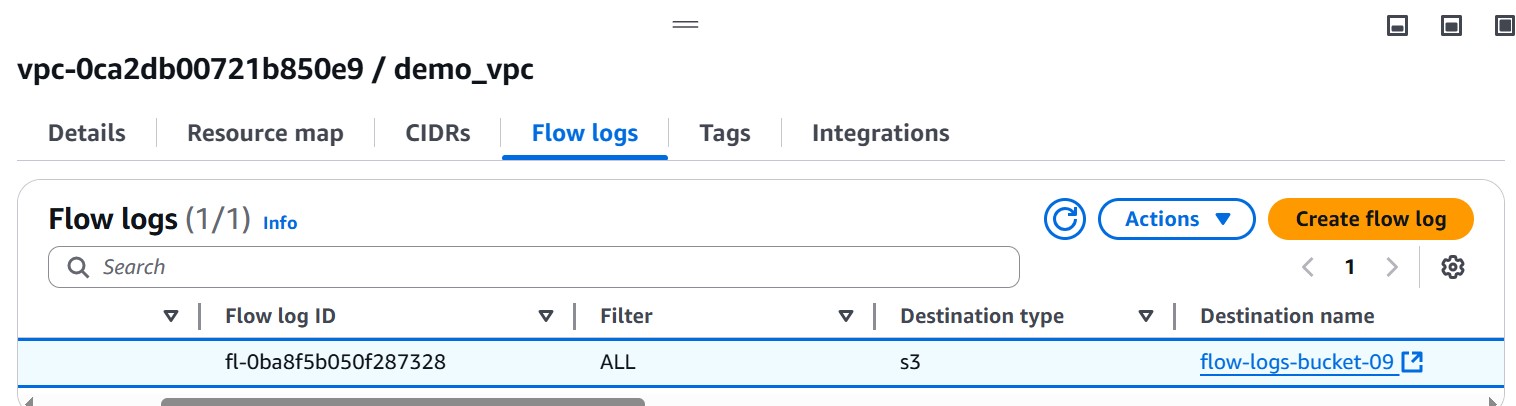 vpc-0ca2db00721b850e9 / demo_vpc
Details Resource map CIDRs Flow logs Tags Integrations
Flow logs (1/1) Info Actions Create flow log
Search 1
Flow log ID Filter Destination type Destination name
fl-0ba8f5b050f287328 ALL s3 flow-logs-bucket-09